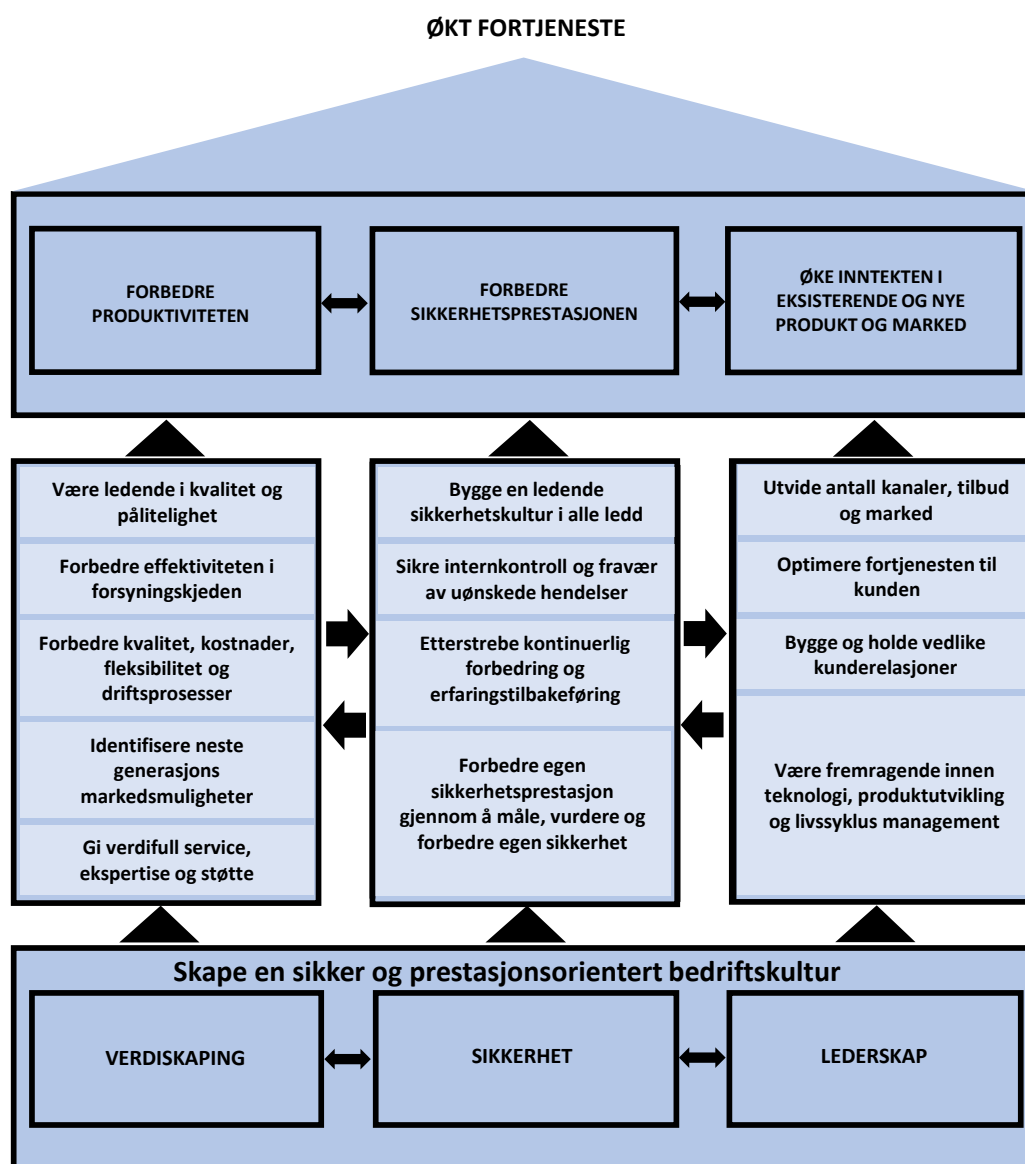 ØKT FORTJENESTE
FORBEDRE
PRODUKTIVITETEN
FORBEDRE
SIKKERHETSPRESTASJONEN
ØKE INNTEKTEN I
EKSISTERENDE OG NYE
PRODUKT OG MARKED
Være ledende i kvalitet og
pålitelighet
Forbedre effektiviteten i
forsyningskjeden
Forbedre kvalitet, kostnader,
fleksibilitet og
driftsprosesser
Identifisere neste
generasjons
markedsmuligheter
Gi verdifull service,
ekspertise og støtte
Bygge en ledende
sikkerhetskultur i alle ledd
Sikre internkontroll og fravær
av uønskede hendelser
Etterstrebe kontinuerlig
forbedring og
erfaringstilbakeføring
Forbedre egen
sikkerhetsprestasjon
gjennom å måle, vurdere og
forbedre egen sikkerhet
Utvide antall kanaler, tilbud
og marked
Optimere fortjenesten til
kunden
Bygge og holde vedlike
kunderelasjoner
Være fremragende innen
teknologi, produktutvikling
og livssyklus management
Skape en sikker og prestasjonsorientert bedriftskultur
VERDISKAPING
SIKKERHET
LEDERSKAP